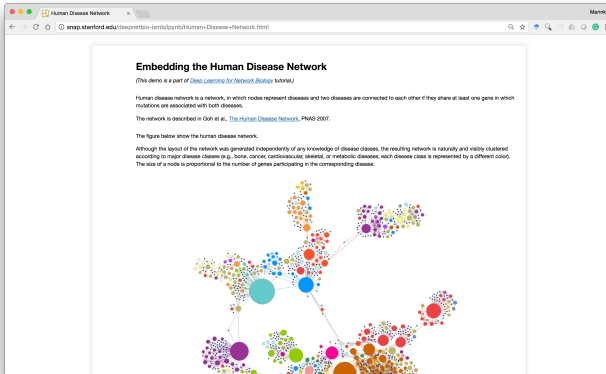 Human Disease Network
Marink
snap.stanford.edu/deepnetbio-ismb/ipynb/Human+Disease+Network.html
Embedding the Human Disease Network
(This demo is a part of Deep Learning for Network Biology tutorial.)
Human disease network is a network, in which nodes represent diseases and two diseases are connected to each other if they share at least one gene in which
mutations are associated with both diseases.
The network is described in Goh et al., The Human Disease Network, PNAS 2007.
The figure below show the human disease network.
Although the layout of the network was generated independently of any knowledge of disease classes, the resulting network is naturally and visibly clustered
according to major disease classes (e.g., bone, cancer, cardiovascular, skeletal, or metabolic diseases; each disease class is represented by a different color).
The size of a node is proportional to the number of genes participating in the corresponding disease.